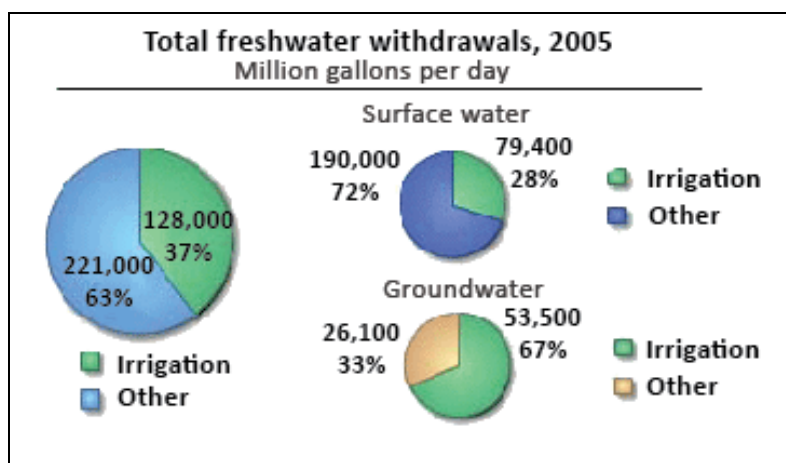 Total freshwater withdrawals, 2005
Million gallons per day
128,000
37%
221,000
63%
Irrigation
Other
Surface water
190,000
72%
79,400
28%
Irrigation
Other
Groundwater
26,100
33%
53,500
67%
Irrigation
Other